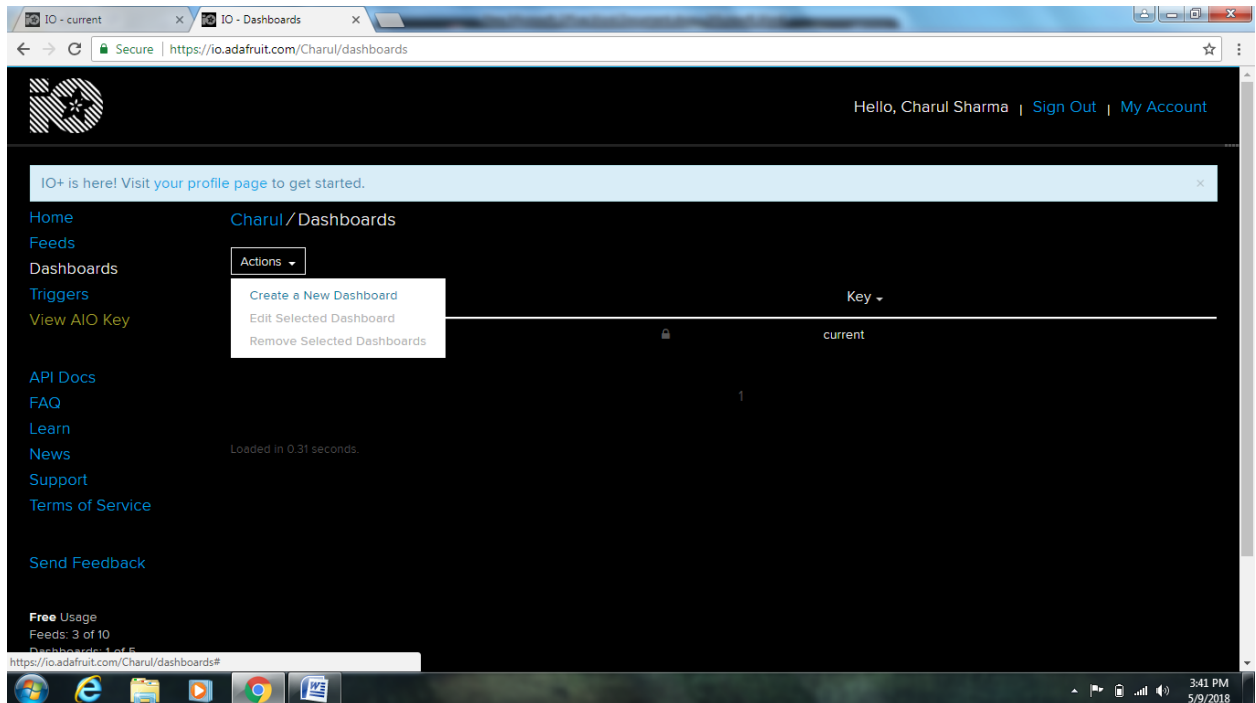 IO - current
IO - Dashboards
Secure | https://io.adafruit.com/Charul/dashboards
Hello, Charul Sharma | Sign Out | My Account
IO+ is here! Visit your profile page to get started.
Home
Feeds
Dashboards
Triggers
View AIO Key
API Docs
FAQ
Learn
News
Support
Terms of Service
Send Feedback
Free Usage
Feeds: 3 of 10
Dashboards: 1 of 5
Charul / Dashboards
Actions
Create a New Dashboard
Edit Selected Dashboard
Remove Selected Dashboards
Key
current
1
Loaded in 0.31 seconds.
https://io.adafruit.com/Charul/dashboards#
3:41 PM
5/9/2018